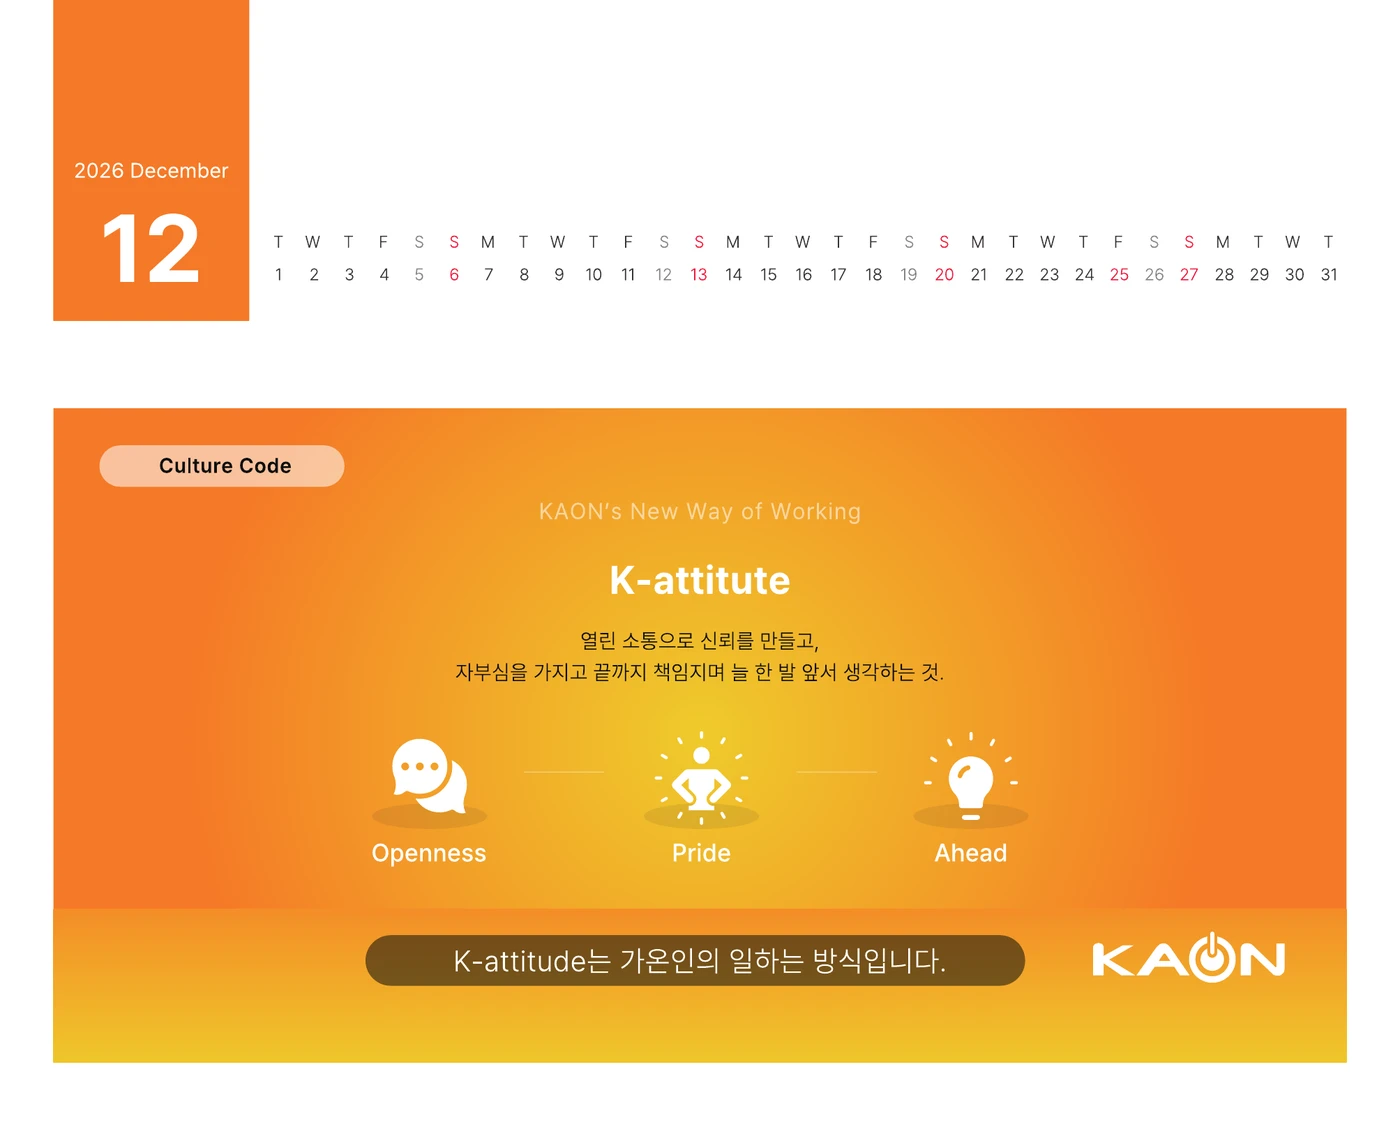 2026 December
12
T W T F S S M T W T F S S M T W T F S S M T W T F S S M T W T
1 2 3 4 5 6 7 8 9 10 11 12 13 14 15 16 17 18 19 20 21 22 23 24 25 26 27 28 29 30 31
Culture Code
KAON's New Way of Working
K-attitute
열린 소통으로 신뢰를 만들고,
자부심을 가지고 끝까지 책임지며 늘 한 발 앞서 생각하는 것.
Openness Pride Ahead
K-attitude는 가온인의 일하는 방식입니다.
KAON